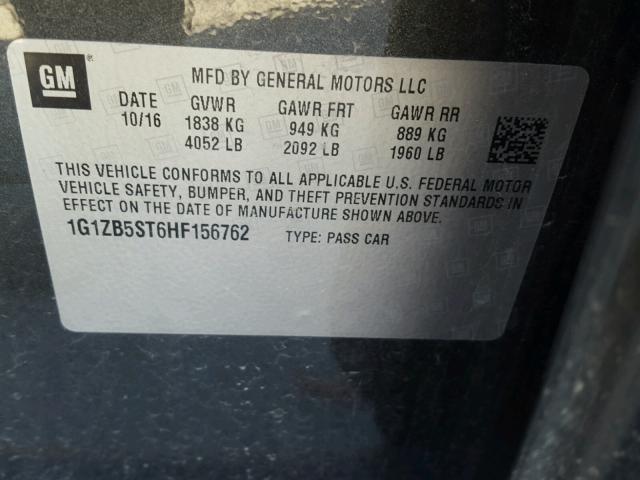 GM
MFD BY GENERAL MOTORS LLC
DATE GVWR GAWR FRT GAWR RR
10/16 1838 KG 949 KG 889 KG
4052 LB 2092 LB 1960 LB
THIS VEHICLE CONFORMS TO ALL APPLICABLE U.S. FEDERAL MOTOR
VEHICLE SAFETY, BUMPER, AND THEFT PREVENTION STANDARDS IN
EFFECT ON THE DATE OF MANUFACTURE SHOWN ABOVE.
1G1ZB5ST6HF156762 TYPE: PASS CAR